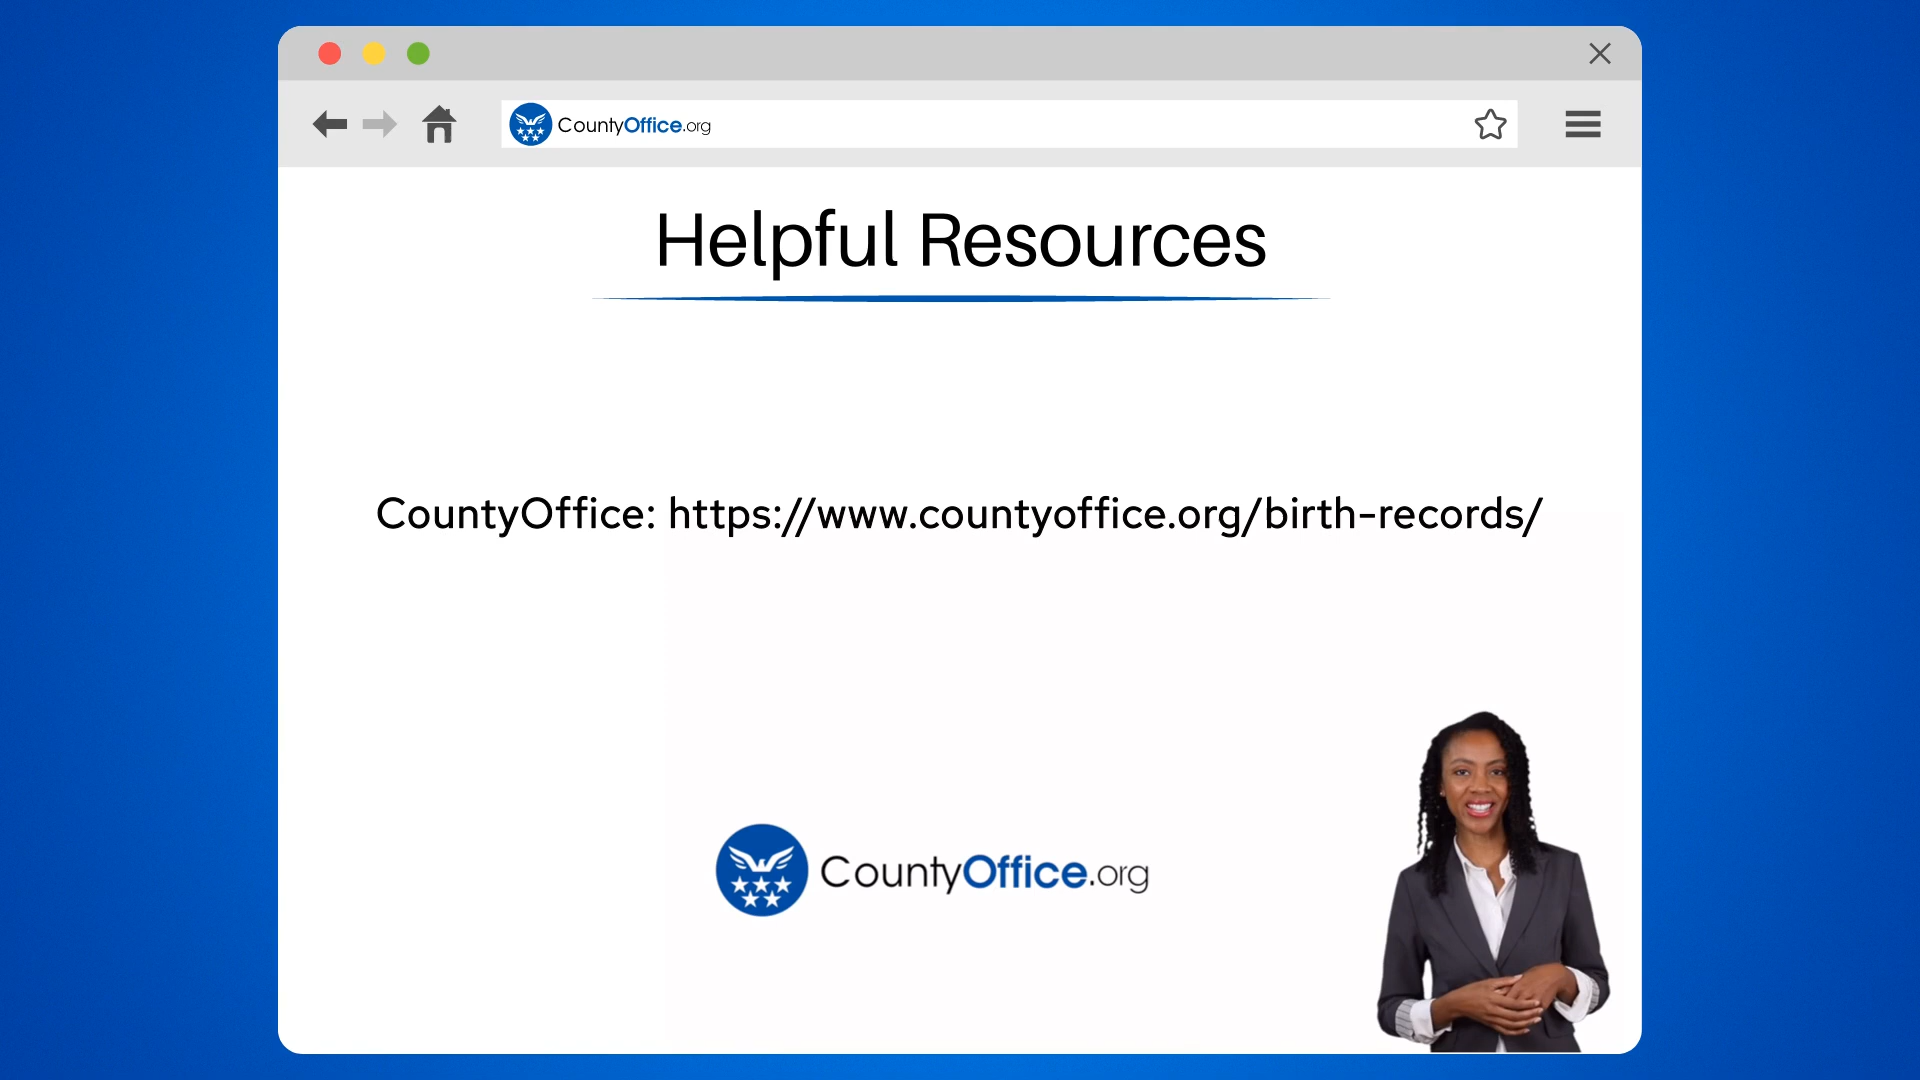 CountyOffice.org
Helpful Resources
CountyOffice: https://www.countyoffice.org/birth-records/
CountyOffice.org